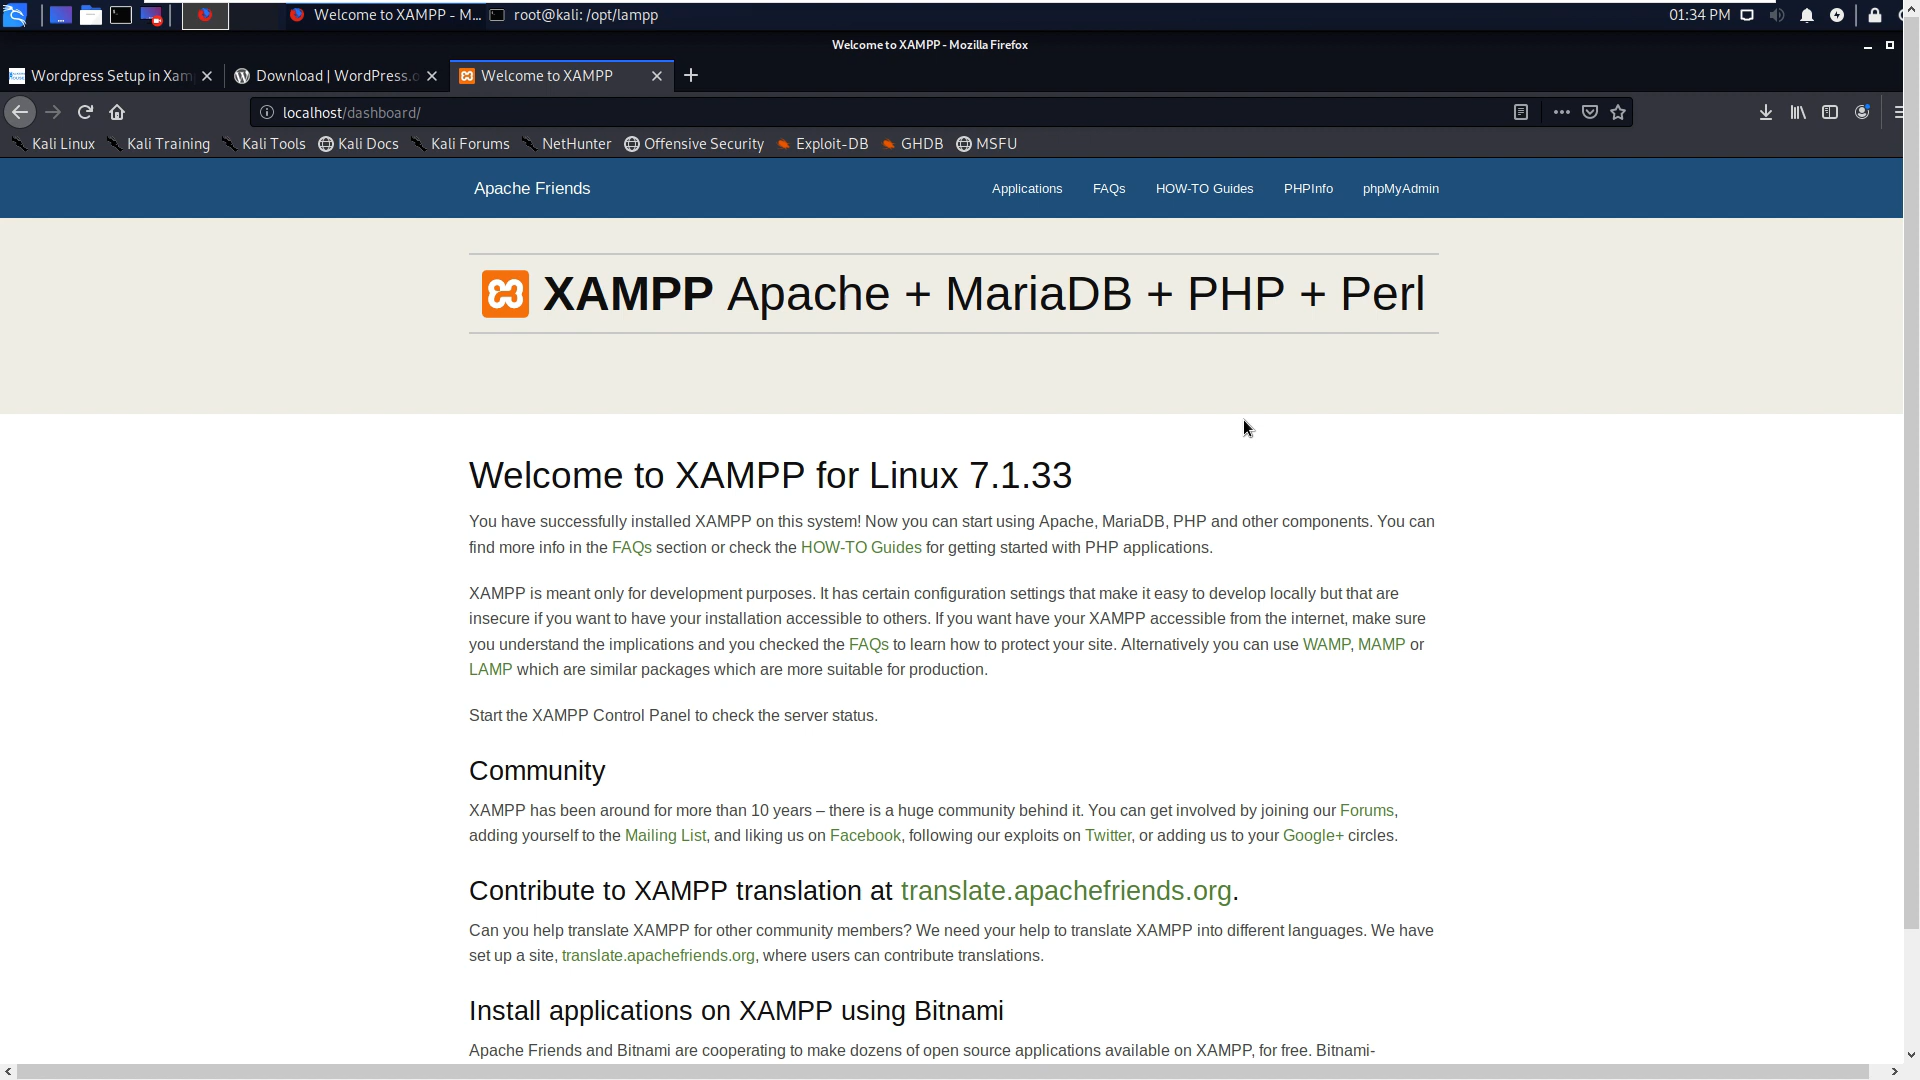 Welcome to XAMPP - M...
root@kali: /opt/lampp
01:34 PM
Welcome to XAMPP - Mozilla Firefox
Wordpress Setup in Xam
Download | WordPress.o
Welcome to XAMPP
localhost/dashboard/
Kali Linux
Kali Training
Kali Tools
Kali Docs
Kali Forums
NetHunter
Offensive Security
Exploit-DB
GHDB
MSFU
Apache Friends
Applications
FAQs
HOW-TO Guides
PHPInfo
phpMyAdmin
XAMPP Apache + MariaDB + PHP + Perl
Welcome to XAMPP for Linux 7.1.33
You have successfully installed XAMPP on this system! Now you can start using Apache, MariaDB, PHP and other components. You can
find more info in the FAQs section or check the HOW-TO Guides for getting started with PHP applications.
XAMPP is meant only for development purposes. It has certain configuration settings that make it easy to develop locally but that are
insecure if you want to have your installation accessible to others. If you want have your XAMPP accessible from the internet, make sure
you understand the implications and you checked the FAQs to learn how to protect your site. Alternatively you can use WAMP, MAMP or
LAMP which are similar packages which are more suitable for production.
Start the XAMPP Control Panel to check the server status.
Community
XAMPP has been around for more than 10 years – there is a huge community behind it. You can get involved by joining our Forums,
adding yourself to the Mailing List, and liking us on Facebook, following our exploits on Twitter, or adding us to your Google+ circles.
Contribute to XAMPP translation at translate.apachefriends.org.
Can you help translate XAMPP for other community members? We need your help to translate XAMPP into different languages. We have
set up a site, translate.apachefriends.org, where users can contribute translations.
Install applications on XAMPP using Bitnami
Apache Friends and Bitnami are cooperating to make dozens of open source applications available on XAMPP, for free. Bitnami-